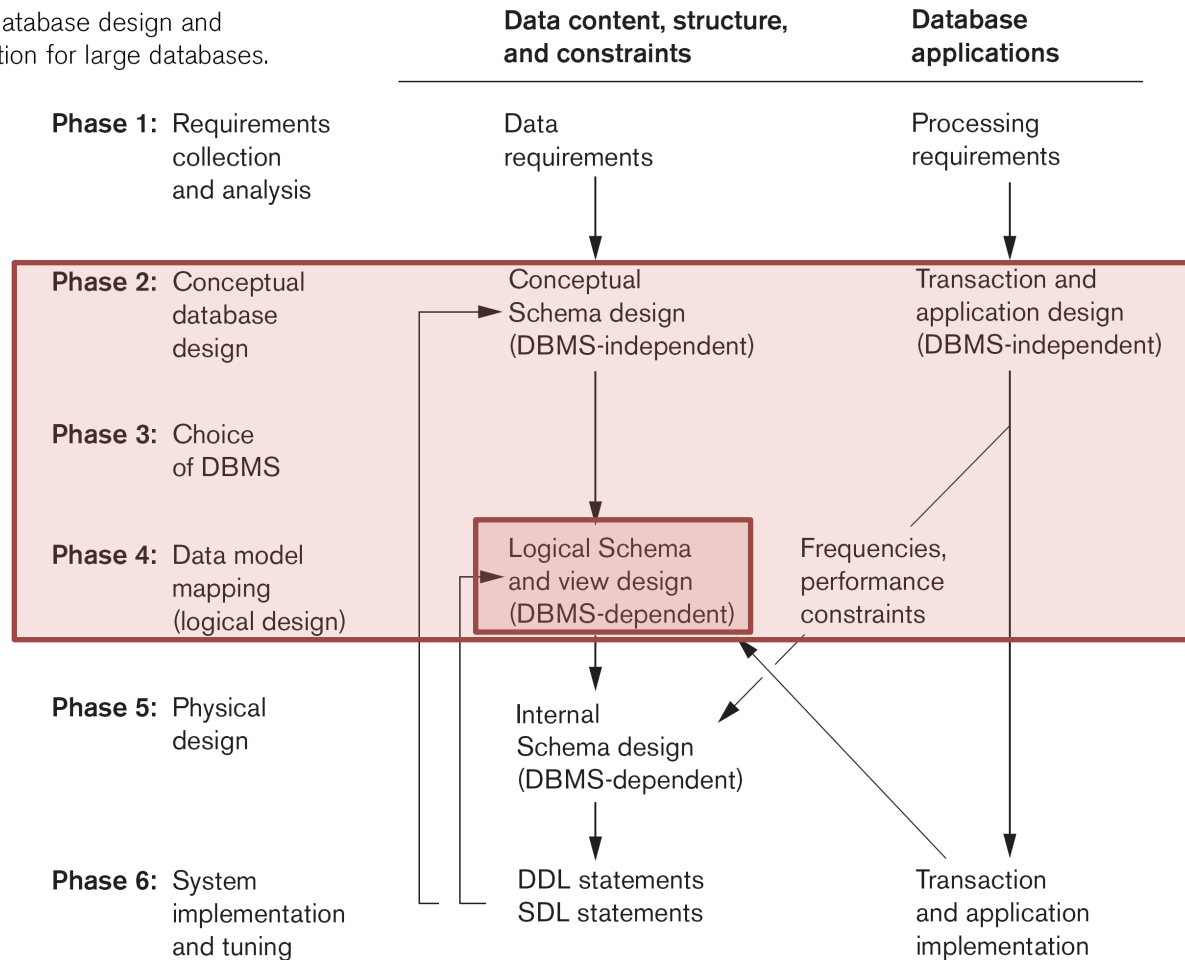 atabase design and
tion for large databases.
Data content, structure,
and constraints
Database
applications
Phase 1: Requirements
collection
and analysis
Data
requirements
Processing
requirements
Phase 2: Conceptual
database
design
Conceptual
Schema design
(DBMS-independent)
Transaction and
application design
(DBMS-independent)
Phase 3: Choice
of DBMS
Phase 4: Data model
mapping
(logical design)
Logical Schema
and view design
(DBMS-dependent)
Frequencies,
performance
constraints
Phase 5: Physical
design
Internal
Schema design
(DBMS-dependent)
Phase 6: System
implementation
and tuning
DDL statements
SDL statements
Transaction
and application
implementation